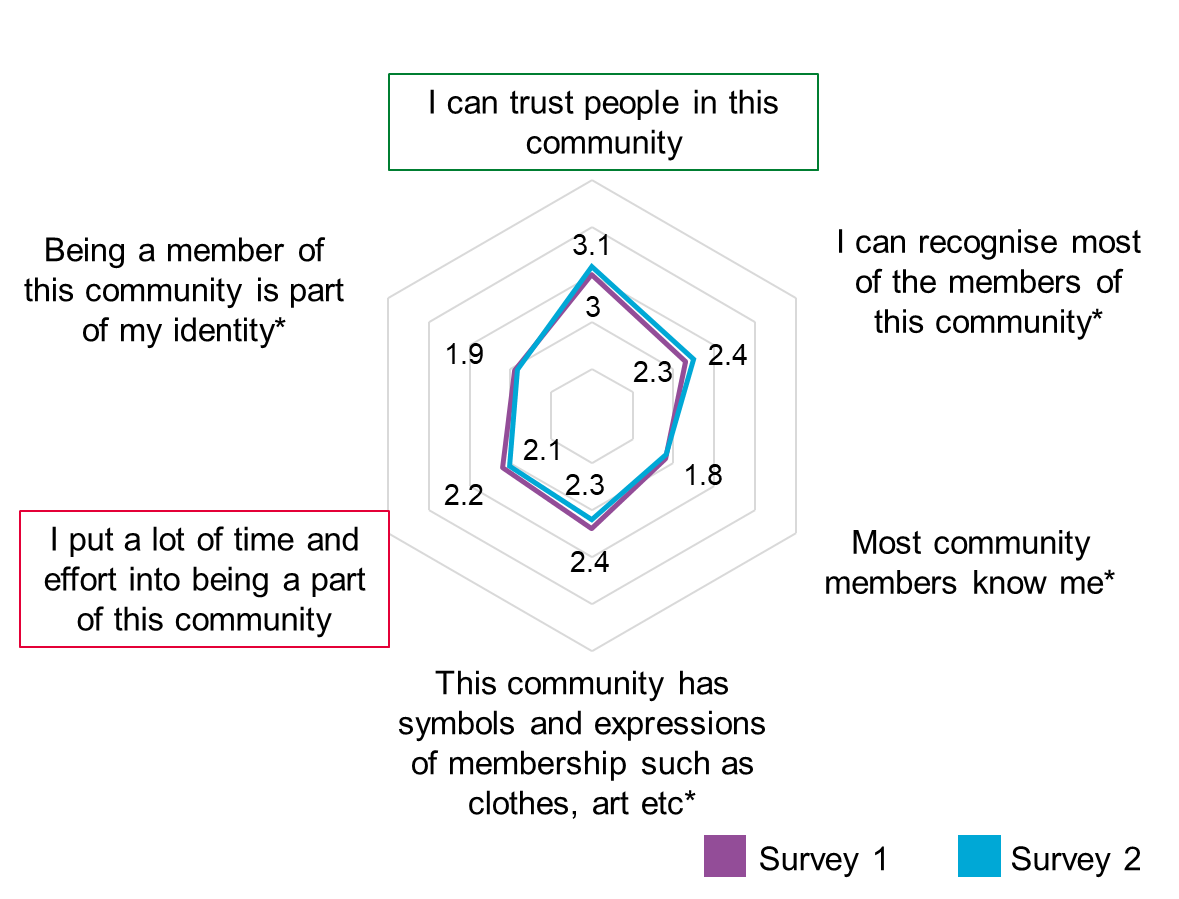 I can trust people in this
community
Being a member of
this community is part
of my identity*
I can recognise most
of the members of
this community*
3.1
3
1.9
2.3
2.4
2.1
2.3
1.8
2.2
2.4
I put a lot of time and
effort into being a part
of this community
Most community
members know me*
This community has
symbols and expressions
of membership such as
clothes, art etc*
Survey 1
Survey 2